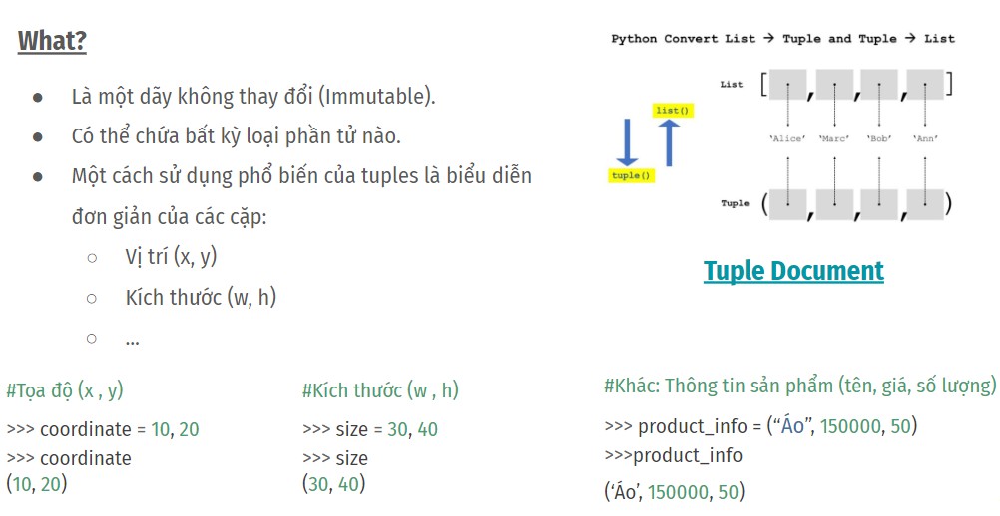 What?
● Là một dãy không thay đổi (Immutable).
● Có thể chứa bất kỳ loại phần tử nào.
● Một cách sử dụng phổ biến của tuples là biểu diễn
đơn giản của các cặp:
○ Vị trí (x, y)
○ Kích thước (w, h)
○ ...
Python Convert List → Tuple and Tuple → List
List [ , , , ]
list()
'Alice' 'Marc' 'Bob' 'Ann'
tuple()
Tuple ( , , , )
Tuple Document
#Tọa độ (x , y)
>>> coordinate = 10, 20
>>> coordinate
(10, 20)
#Kích thước (w , h)
>>> size = 30, 40
>>> size
(30, 40)
#Khác: Thông tin sản phẩm (tên, giá, số lượng)
>>> product_info = (“Áo”, 150000, 50)
>>>product_info
(‘Áo’, 150000, 50)